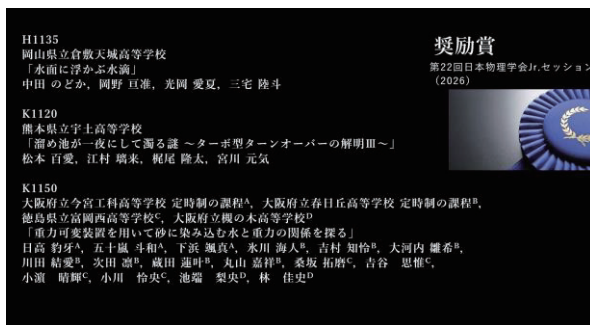 H1135
岡山県立倉敷天城高等学校
「水面に浮かぶ水滴」
中田 のどか, 岡野 亘准, 光岡 愛夏, 三宅 陸斗
K1120
熊本県立宇土高等学校
「溜め池が一夜にして濁る謎 ～ターボ型ターンオーバーの解明Ⅲ～」
松本 百愛, 江村 璃来, 梶尾 隆太, 宮川 元気
K1150
大阪府立今宮工科高等学校 定時制の課程ᴬ, 大阪府立春日丘高等学校 定時制の課程ᴮ,
徳島県立富岡西高等学校ᶜ, 大阪府立槻の木高等学校ᴰ
「重力可変装置を用いて砂に染み込む水と重力の関係を探る」
日高 豹牙ᴬ, 五十嵐 斗和ᴬ, 下浜 颯真ᴬ, 氷川 海人ᴮ, 吉村 知怜ᴮ, 大河内 雛希ᴮ,
川田 結愛ᴮ, 次田 凛ᴮ, 蔵田 蓮叶ᴮ, 丸山 嘉祥ᴮ, 桑坂 拓磨ᶜ, 吉谷 思惟ᶜ,
小濵 晴輝ᶜ, 小川 怜央ᶜ, 池端 梨央ᴰ, 林 佳史ᴰ
奨励賞
第22回日本物理学会Jr.セッション
（2026）